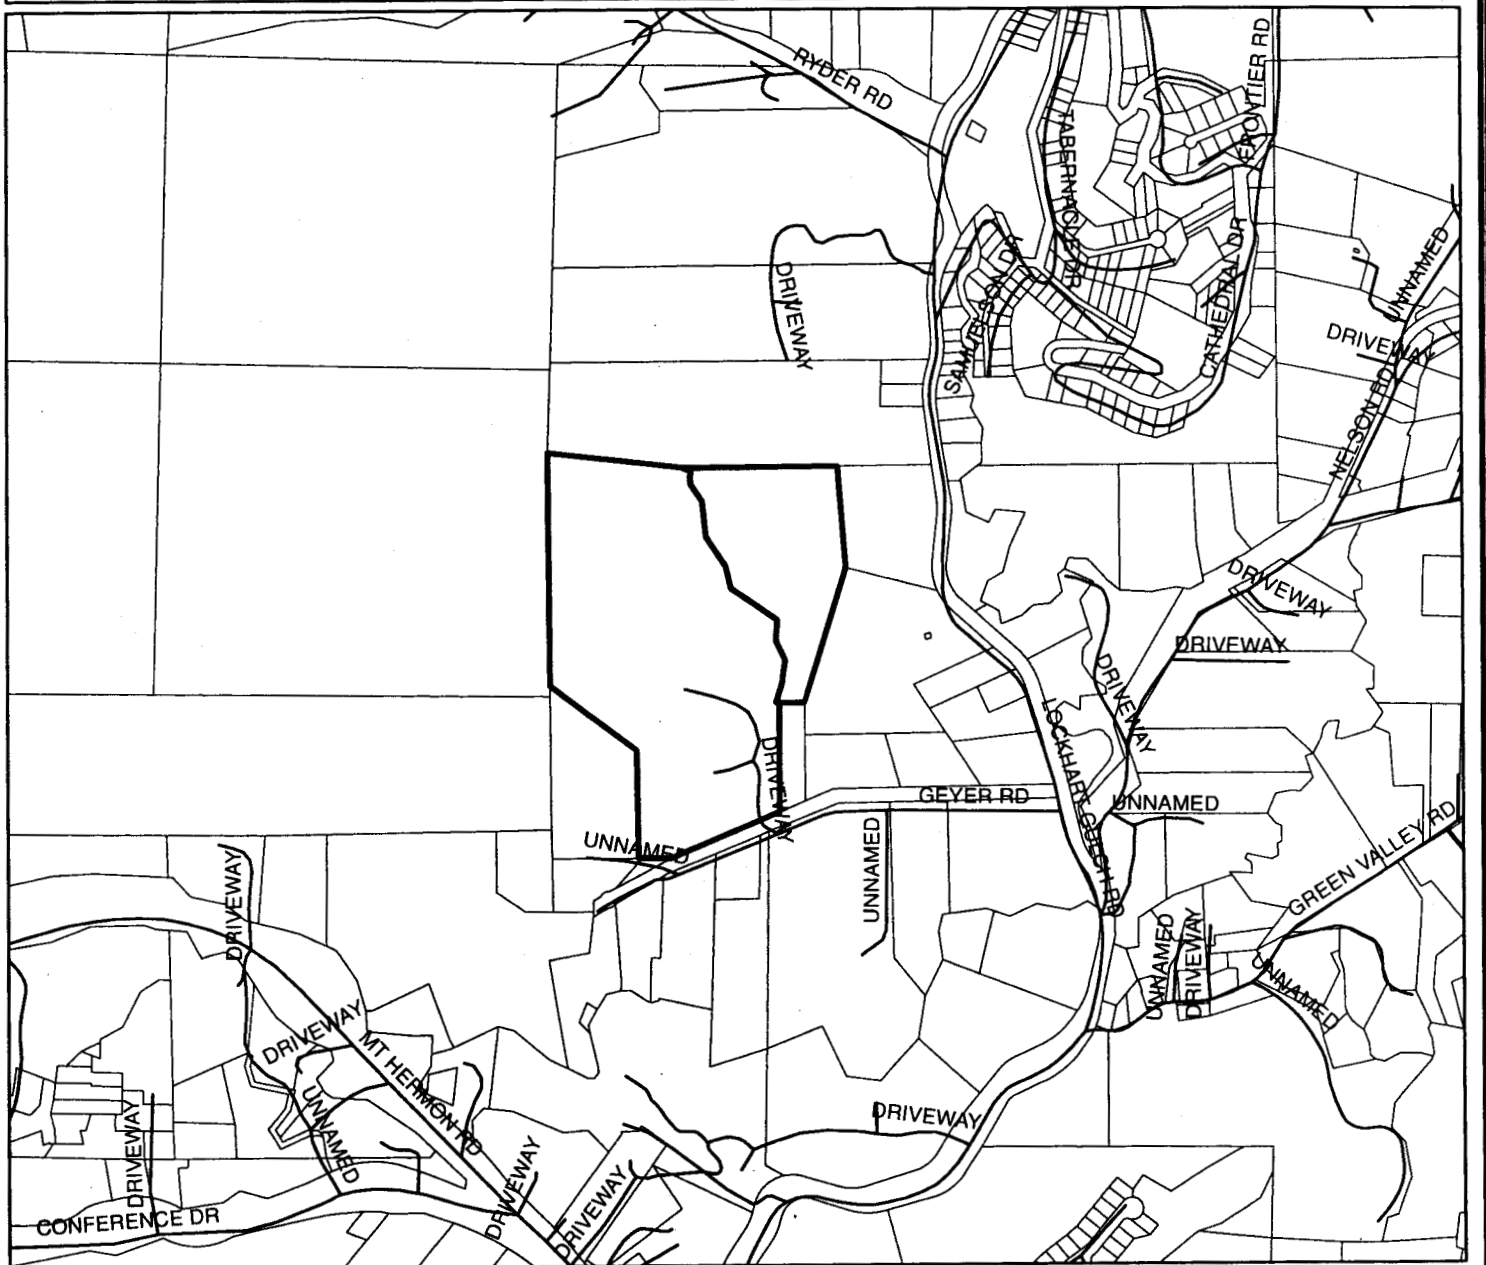 RYDER RD
FRONTIER RD
TABERNACLE DR
UNNAMED
DRIVEWAY
SAMUELSON DR
CATHEDRAL DR
DRIVEWAY
NELSON RD
DRIVEWAY
DRIVEWAY
DRIVEWAY
LOCKHART GULCH RD
DRIVEWAY
GEYER RD
UNNAMED
UNNAMED
UNNAMED
GREEN VALLEY RD
DRIVEWAY
UNNAMED
DRIVEWAY
UNNAMED
DRIVEWAY
MT HERMON RD
UNNAMED
DRIVEWAY
DRIVEWAY
DRIVEWAY
DRIVEWAY
CONFERENCE DR